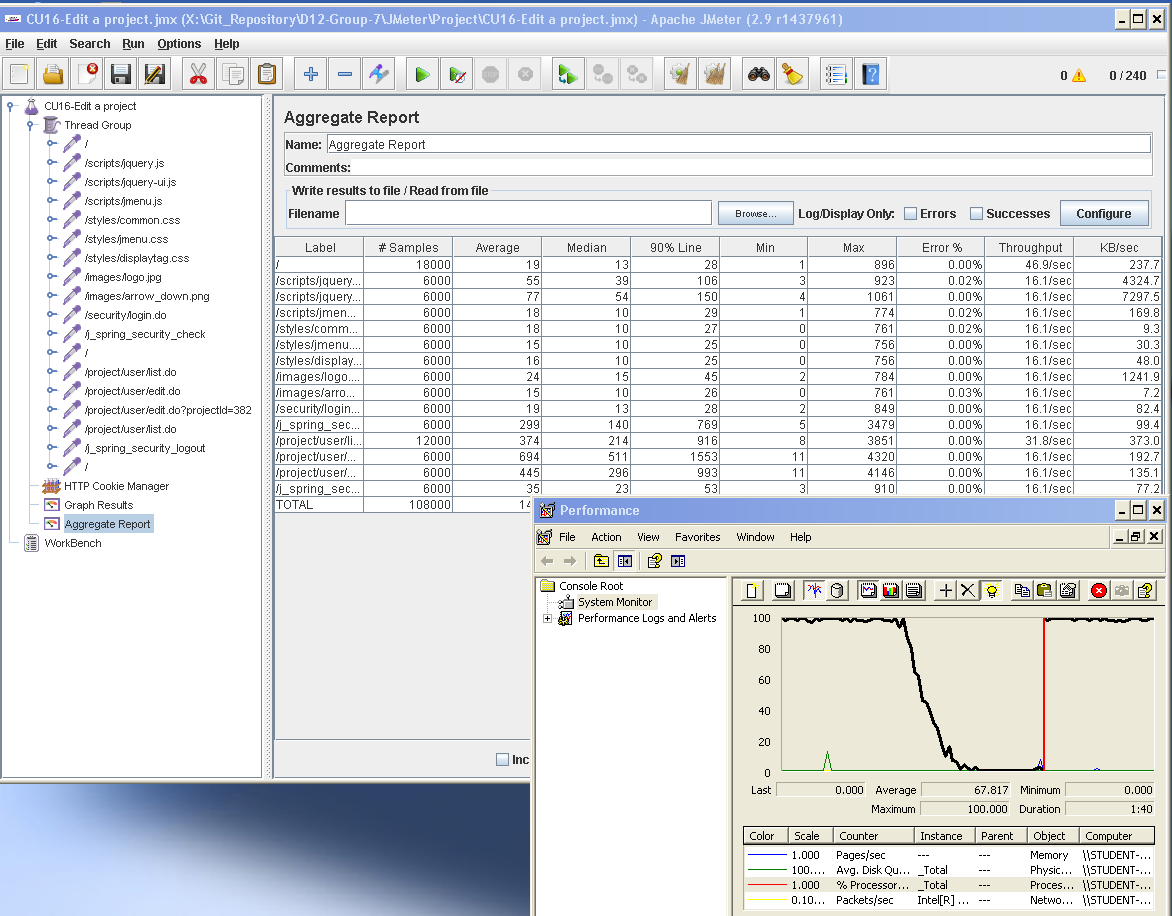 CU16-Edit a project.jmx (X:\Git_Repository\D12-Group-7\JMeter\Project\CU16-Edit a project.jmx) - Apache JMeter (2.9 r1437961)
File Edit Search Run Options Help
0 0 / 240
CU16-Edit a project
Thread Group
/
/scripts/jquery.js
/scripts/jquery-ui.js
/scripts/jmenu.js
/styles/common.css
/styles/jmenu.css
/styles/displaytag.css
/images/logo.jpg
/images/arrow_down.png
/security/login.do
/j_spring_security_check
/
/project/user/list.do
/project/user/edit.do
/project/user/edit.do?projectId=382
/project/user/list.do
/j_spring_security_logout
/
HTTP Cookie Manager
Graph Results
Aggregate Report
WorkBench
Aggregate Report
Name: Aggregate Report
Comments:
Write results to file / Read from file
Filename Browse... Log/Display Only: Errors Successes Configure
Label # Samples Average Median 90% Line Min Max Error % Throughput KB/sec
/ 18000 19 13 28 1 896 0.00% 46.9/sec 237.7
/scripts/jquery... 6000 55 39 106 3 923 0.02% 16.1/sec 4324.7
/scripts/jquery... 6000 77 54 150 4 1061 0.00% 16.1/sec 7297.5
/scripts/jmen... 6000 18 10 29 1 774 0.02% 16.1/sec 169.8
/styles/comm... 6000 18 10 27 0 761 0.02% 16.1/sec 9.3
/styles/jmenu.... 6000 15 10 25 0 756 0.00% 16.1/sec 30.3
/styles/display... 6000 16 10 25 0 756 0.00% 16.1/sec 48.0
/images/logo.... 6000 24 15 45 2 784 0.00% 16.1/sec 1241.9
/images/arro... 6000 15 10 26 0 761 0.00% 16.1/sec 7.2
/security/login... 6000 19 13 28 2 849 0.00% 16.1/sec 82.4
/j_spring_sec... 6000 299 140 769 5 3479 0.00% 16.1/sec 99.4
/project/user/li... 12000 374 214 916 8 3851 0.00% 31.8/sec 373.0
/project/user/... 6000 694 511 1553 11 4320 0.00% 16.1/sec 192.7
/project/user/... 6000 445 296 993 11 4146 0.00% 16.1/sec 135.1
/j_spring_sec... 6000 35 23 53 3 910 0.00% 16.1/sec 77.2
TOTAL 108000
Inc
Performance
File Action View Favorites Window Help
Console Root
System Monitor
Performance Logs and Alerts
100
80
60
40
20
0
Last 0.000 Average 67.817 Minimum 0.000
Maximum 100.000 Duration 1:40
Color Scale Counter Instance Parent Object Computer
1.000 Pages/sec --- --- Memory \\STUDENT-...
100.... Avg. Disk Qu... _Total --- Physic... \\STUDENT-...
1.000 % Processor... _Total --- Proces... \\STUDENT-...
0.10... Packets/sec Intel[R] ... --- Netwo... \\STUDENT-...